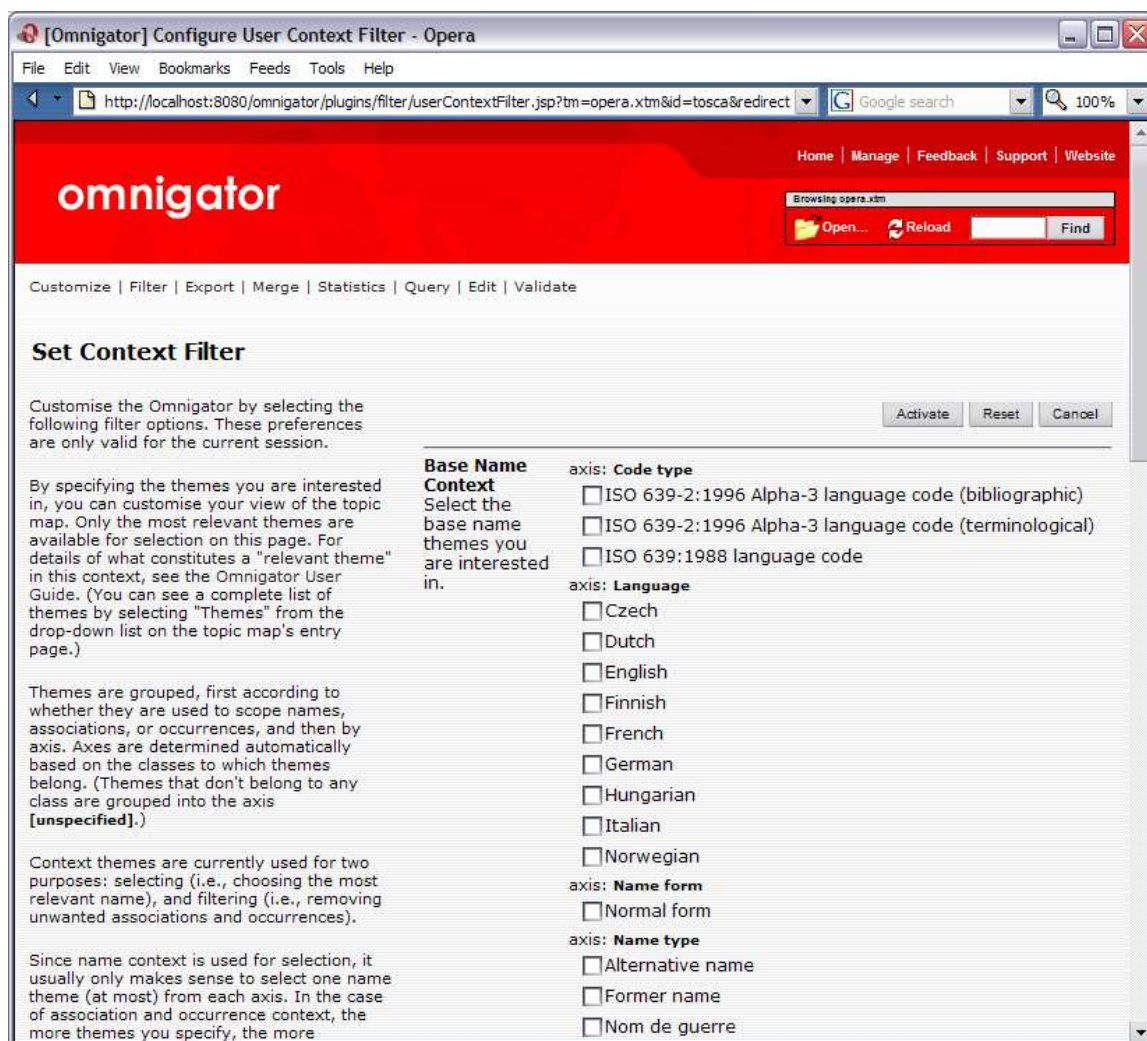 [Omnigator] Configure User Context Filter - Opera
File Edit View Bookmarks Feeds Tools Help
http://localhost:8080/omnigator/plugins/filter/userContextFilter.jsp?tm=opera.xtm&id=tosca&redirect
Google search
100%
Home | Manage | Feedback | Support | Website
omnigator
Browsing opera.xtm
Open... Reload Find
Customize | Filter | Export | Merge | Statistics | Query | Edit | Validate
Set Context Filter
Customise the Omnigator by selecting the
following filter options. These preferences
are only valid for the current session.
By specifying the themes you are interested
in, you can customise your view of the topic
map. Only the most relevant themes are
available for selection on this page. For
details of what constitutes a "relevant theme"
in this context, see the Omnigator User
Guide. (You can see a complete list of
themes by selecting "Themes" from the
drop-down list on the topic map's entry
page.)
Themes are grouped, first according to
whether they are used to scope names,
associations, or occurrences, and then by
axis. Axes are determined automatically
based on the classes to which themes
belong. (Themes that don't belong to any
class are grouped into the axis
[unspecified].)
Context themes are currently used for two
purposes: selecting (i.e., choosing the most
relevant name), and filtering (i.e., removing
unwanted associations and occurrences).
Since name context is used for selection, it
usually only makes sense to select one name
theme (at most) from each axis. In the case
of association and occurrence context, the
more themes you specify, the more
Activate Reset Cancel
Base Name
Context
Select the
base name
themes you
are interested
in.
axis: Code type
ISO 639-2:1996 Alpha-3 language code (bibliographic)
ISO 639-2:1996 Alpha-3 language code (terminological)
ISO 639:1988 language code
axis: Language
Czech
Dutch
English
Finnish
French
German
Hungarian
Italian
Norwegian
axis: Name form
Normal form
axis: Name type
Alternative name
Former name
Nom de guerre